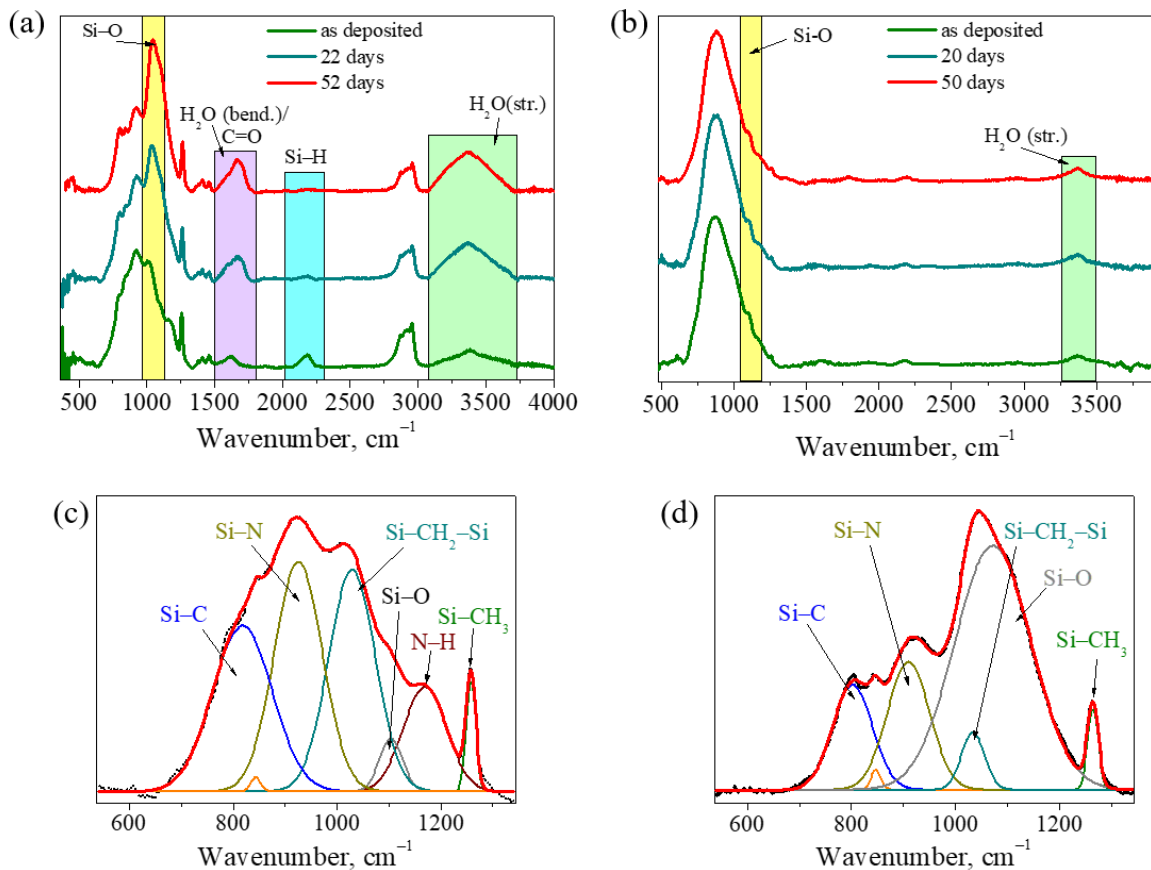 (a)
Si–O
as deposited
22 days
52 days
H₂O (bend.)/
C=O
Si–H
H₂O(str.)
500 1000 1500 2000 2500 3000 3500 4000
Wavenumber, cm⁻¹
(b)
Si-O
as deposited
20 days
50 days
H₂O (str.)
500 1000 1500 2000 2500 3000 3500
Wavenumber, cm⁻¹
(c)
Si–C
Si–N
Si–CH₂–Si
Si–O
Si–CH₃
N–H
600 800 1000 1200
Wavenumber, cm⁻¹
(d)
Si–C
Si–N
Si–CH₂–Si
Si–O
Si–CH₃
600 800 1000 1200
Wavenumber, cm⁻¹